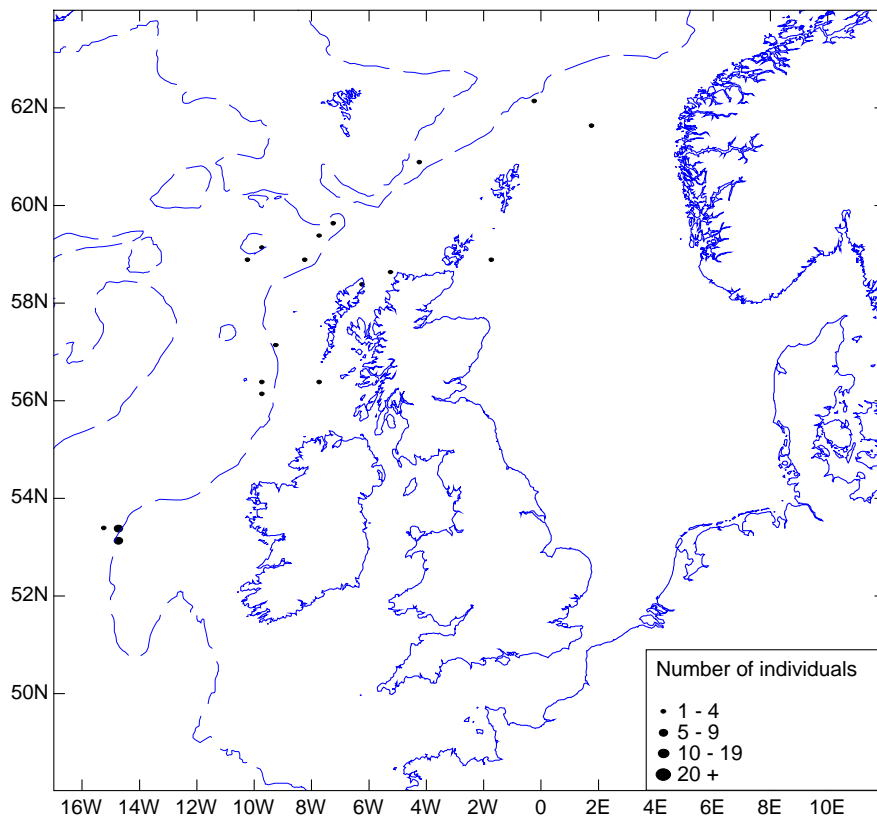 62N
60N
58N
56N
54N
52N
50N
Number of individuals
1 - 4
5 - 9
10 - 19
20 +
16W 14W 12W 10W 8W 6W 4W 2W 0 2E 4E 6E 8E 10E